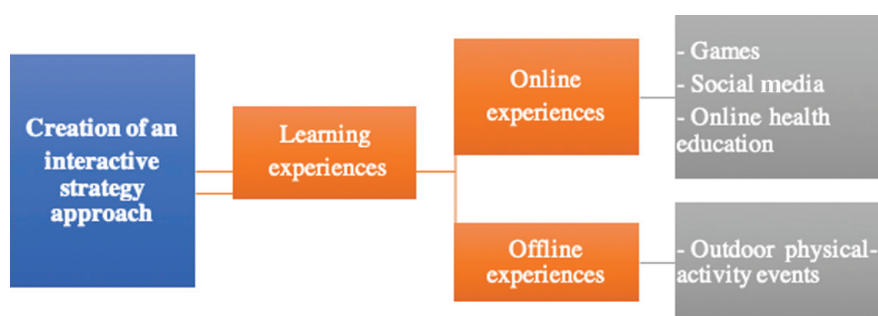 Creation of an
interactive
strategy
approach
Learning
experiences
Online
experiences
- Games
- Social media
- Online health
education
Offline
experiences
- Outdoor physical-
activity events